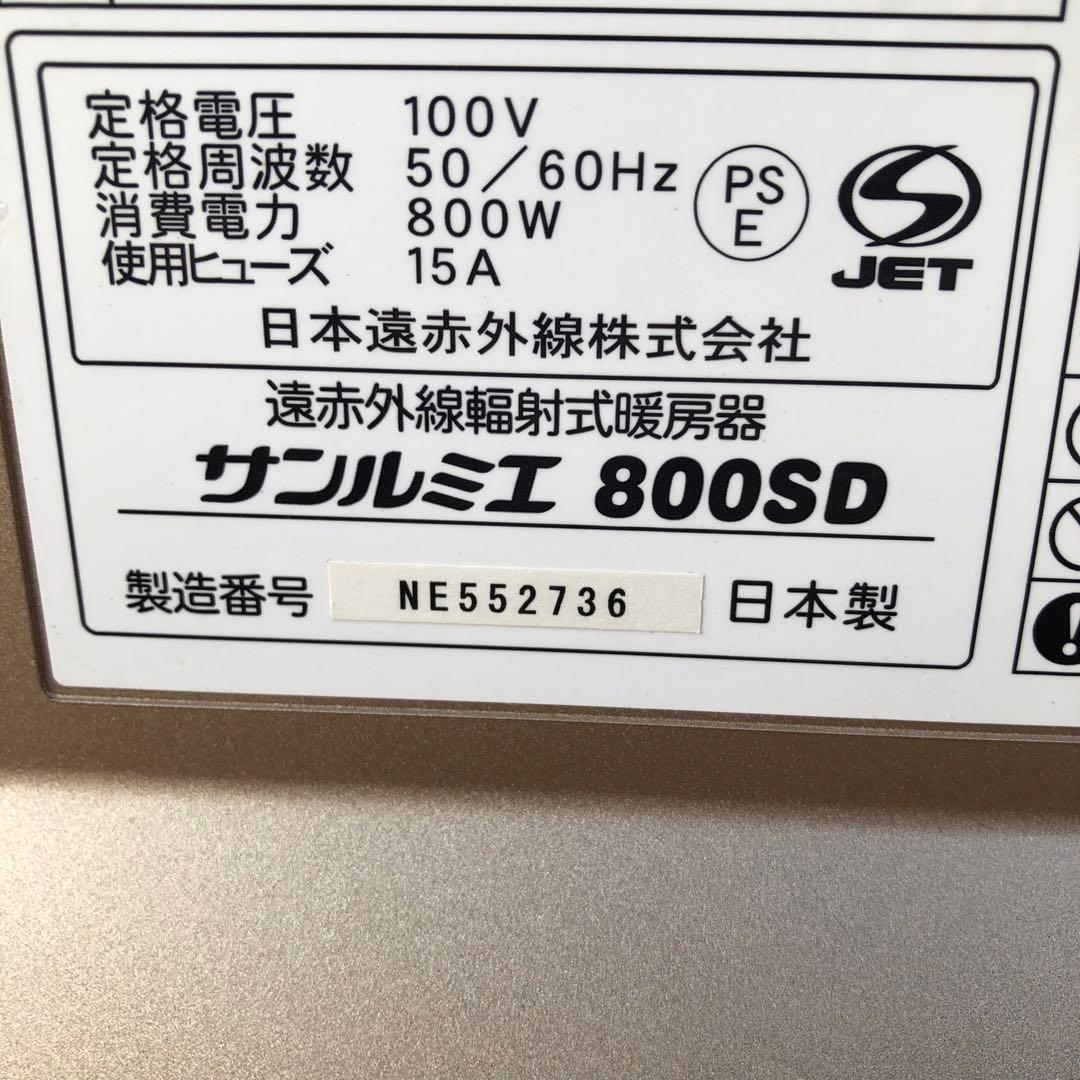 定格電圧 100V
定格周波数 50/60Hz
消費電力 800W
使用ヒューズ 15A
PS
E
JET
日本遠赤外線株式会社
遠赤外線輻射式暖房器
サンルミエ 800SD
製造番号 NE552736 日本製